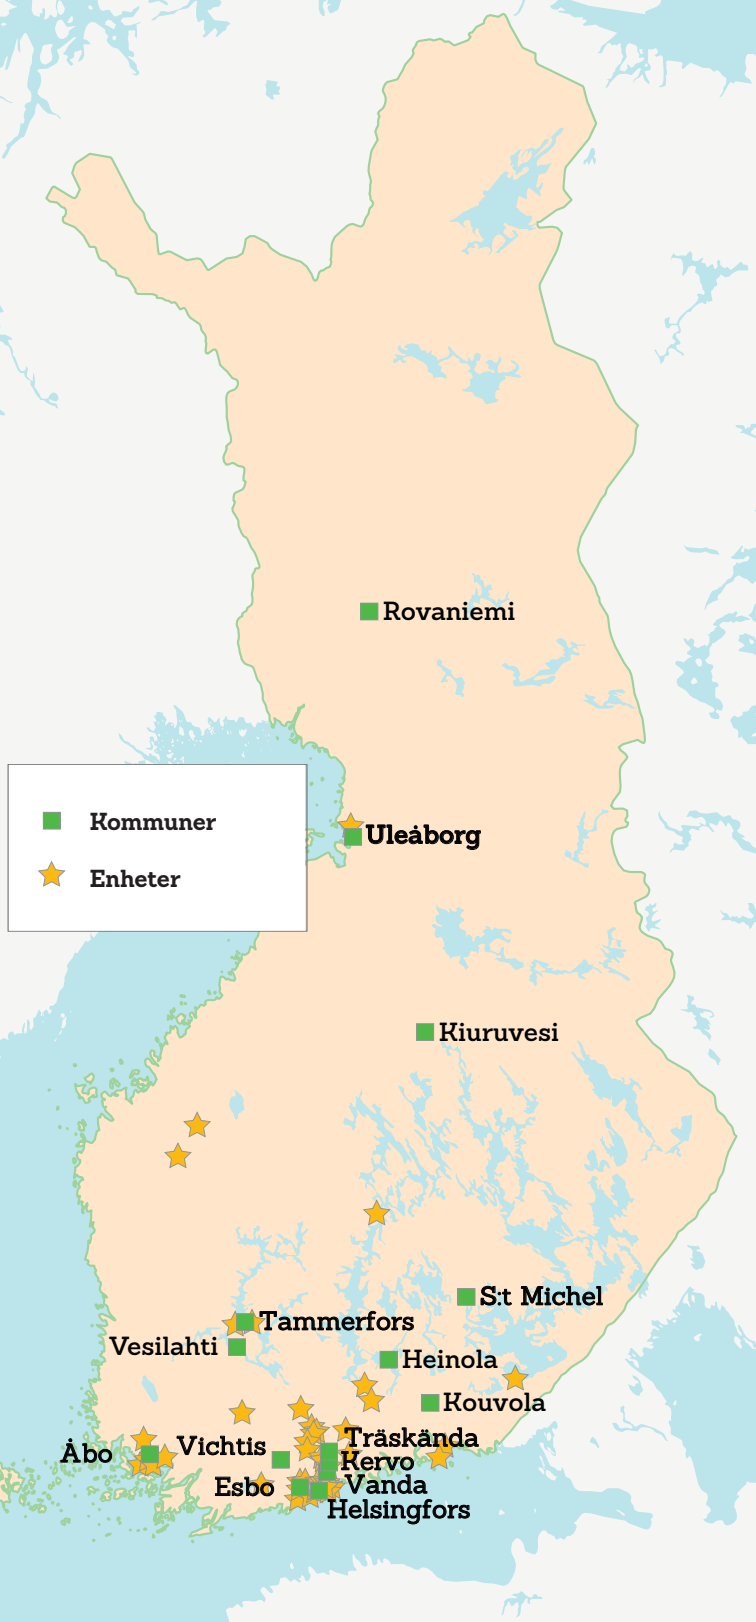 Rovaniemi
Kommuner
Uleåborg
Enheter
Kiuruvesi
S:t Michel
Tammerfors
Vesilahti
Heinola
Kouvola
Träskända
Vichtis
Åbo
Kervo
Vanda
Esbo
Helsingfors